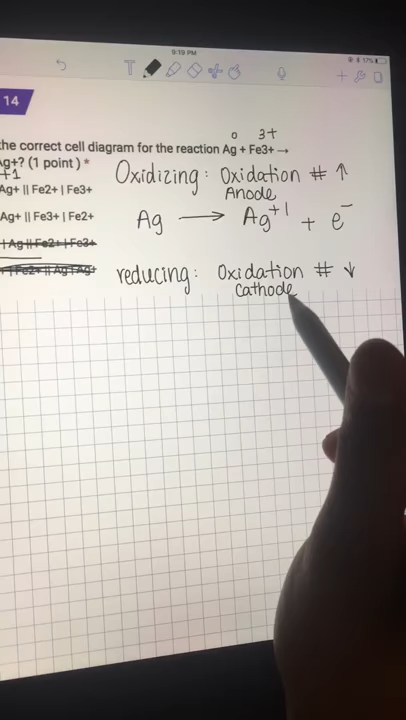 9:19 PM
17%
14
0 3+
the correct cell diagram for the reaction Ag + Fe3+ →
Ag+? (1 point) *
+1
Oxidizing: Oxidation # ↑
Anode
Ag+ || Fe2+ | Fe3+
Ag → Ag+1 + e-
Ag+ || Fe3+ | Fe2+
Ag || Fe2+ | Fe3+
reducing: Oxidation # ↓
Cathode
Fe2+ || Ag | Ag+